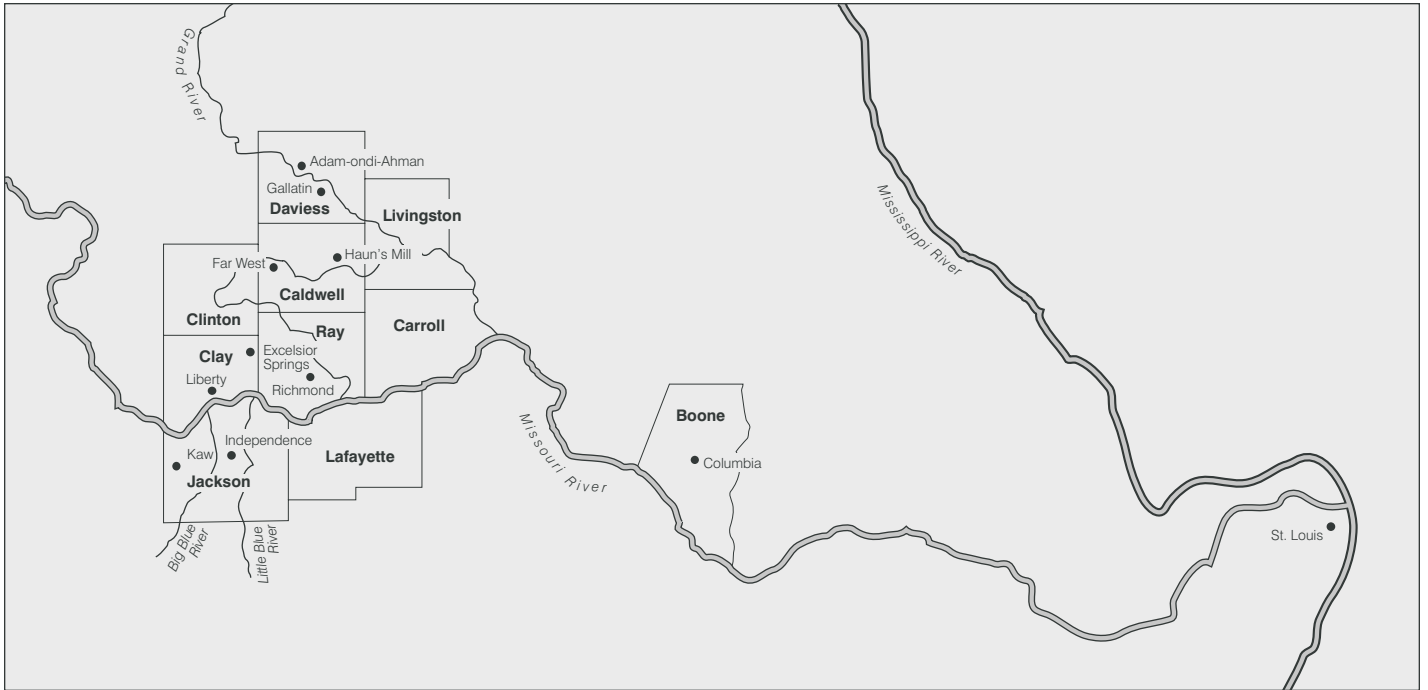 Grand River
Adam-ondi-Ahman
Gallatin
Daviess
Livingston
Mississippi River
Haun's Mill
Far West
Caldwell
Clinton
Ray
Carroll
Clay
Excelsior
Springs
Liberty
Richmond
Boone
Missouri River
Independence
Kaw
Lafayette
Columbia
Jackson
Big Blue
River
Little Blue
River
St. Louis